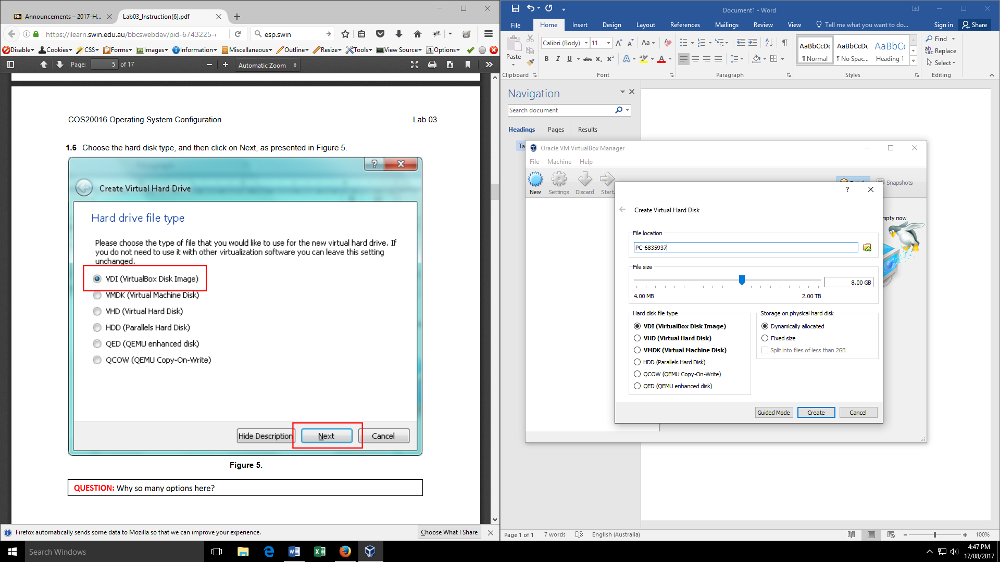 Announcements – 2017-H...
Lab03_Instruction(6).pdf
https://ilearn.swin.edu.au/bbcswebdav/pid-6743225-
esp.swin
Disable Cookies CSS Forms Images Information Miscellaneous Outline Resize Tools View Source Options
Page: 5 of 17
Automatic Zoom
COS20016 Operating System Configuration
Lab 03
1.6 Choose the hard disk type, and then click on Next, as presented in Figure 5.
Create Virtual Hard Drive
Hard drive file type
Please choose the type of file that you would like to use for the new virtual hard drive. If
you do not need to use it with other virtualization software you can leave this setting
unchanged.
VDI (VirtualBox Disk Image)
VMDK (Virtual Machine Disk)
VHD (Virtual Hard Disk)
HDD (Parallels Hard Disk)
QED (QEMU enhanced disk)
QCOW (QEMU Copy-On-Write)
Hide Description Next Cancel
Figure 5.
QUESTION: Why so many options here?
Firefox automatically sends some data to Mozilla so that we can improve your experience.
Choose What I Share
Document1 - Word
File Home Insert Design Layout References Mailings Review View Tell me what you want to do... Sign in Share
Paste
Calibri (Body) 11
B I U abc x₂ x²
AaBbCcDc AaBbCcDc AaBbCc
¶ Normal ¶ No Spac... Heading 1
Find
Replace
Select
Clipboard Font Paragraph Styles Editing
Navigation
Search document
Headings Pages Results
Ta
Oracle VM VirtualBox Manager
File Machine Help
New Settings Discard Start
Snapshots
mpty now
Create Virtual Hard Disk
File location
PC-6835937
File size
8.00 GB
4.00 MB
2.00 TB
Hard disk file type
VDI (VirtualBox Disk Image)
VHD (Virtual Hard Disk)
VMDK (Virtual Machine Disk)
HDD (Parallels Hard Disk)
QCOW (QEMU Copy-On-Write)
QED (QEMU enhanced disk)
Storage on physical hard disk
Dynamically allocated
Fixed size
Split into files of less than 2GB
Guided Mode Create Cancel
Page 1 of 1 7 words English (Australia)
100%
Search Windows
4:47 PM
17/08/2017